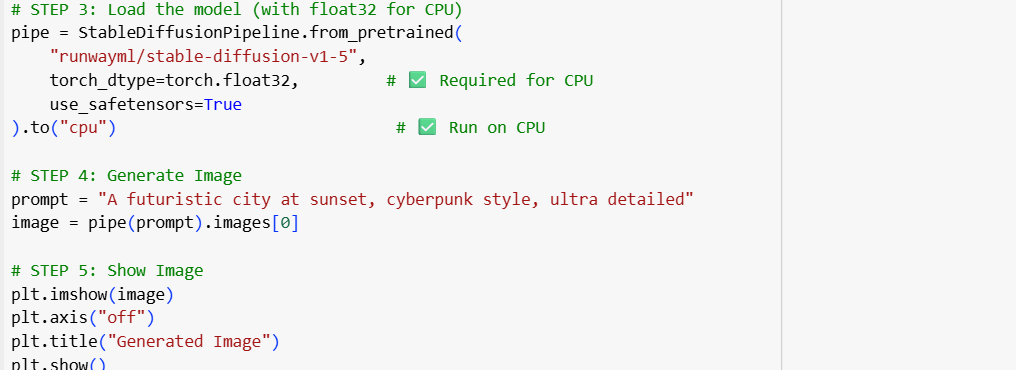 # STEP 3: Load the model (with float32 for CPU)
pipe = StableDiffusionPipeline.from_pretrained(
    "runwayml/stable-diffusion-v1-5",
    torch_dtype=torch.float32,         # ✅ Required for CPU
    use_safetensors=True
).to("cpu")                             # ✅ Run on CPU

# STEP 4: Generate Image
prompt = "A futuristic city at sunset, cyberpunk style, ultra detailed"
image = pipe(prompt).images[0]

# STEP 5: Show Image
plt.imshow(image)
plt.axis("off")
plt.title("Generated Image")
plt.show()